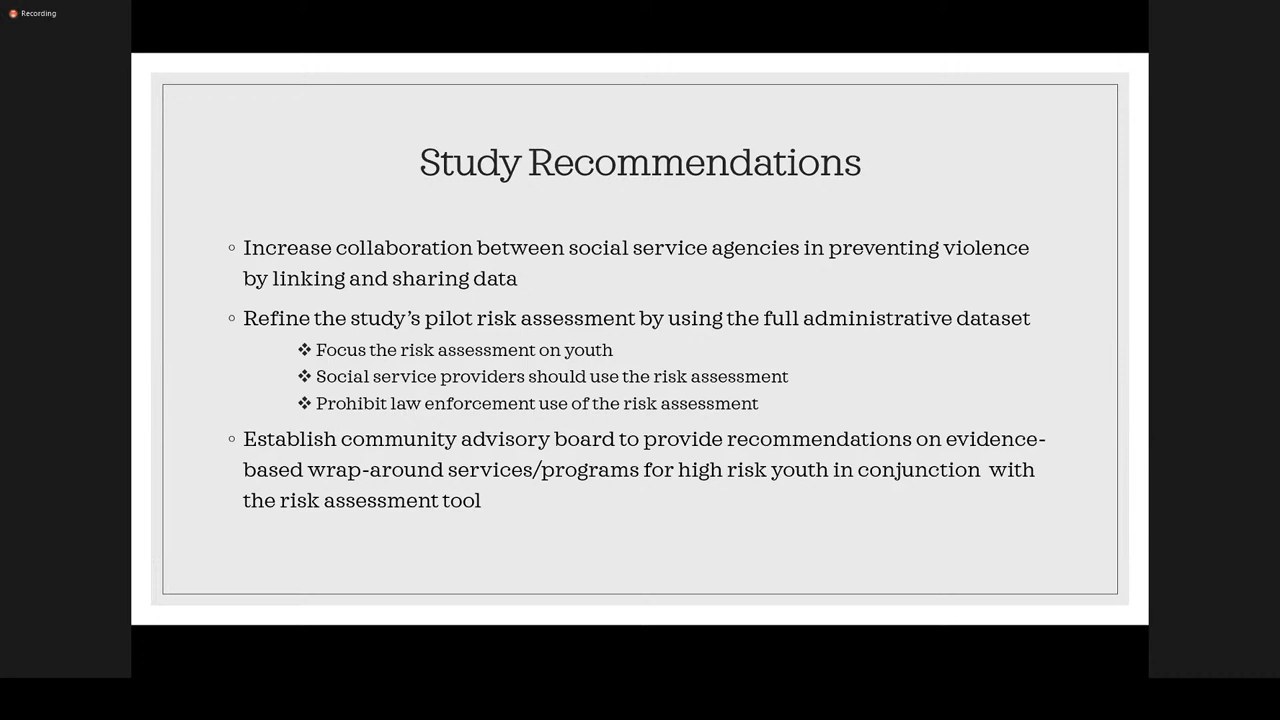 Recording
Study Recommendations
◦ Increase collaboration between social service agencies in preventing violence
by linking and sharing data
◦ Refine the study’s pilot risk assessment by using the full administrative dataset
❖ Focus the risk assessment on youth
❖ Social service providers should use the risk assessment
❖ Prohibit law enforcement use of the risk assessment
◦ Establish community advisory board to provide recommendations on evidence-
based wrap-around services/programs for high risk youth in conjunction  with
the risk assessment tool